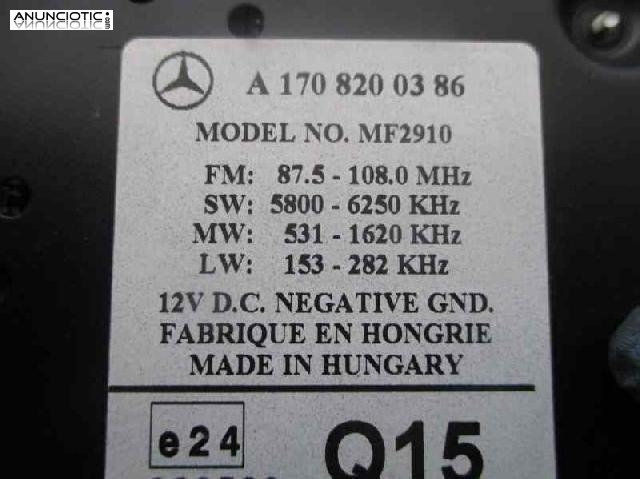 ANUNCIOTIC.es
A 170 820 03 86
MODEL NO. MF2910
FM: 87.5 - 108.0 MHz
SW: 5800 - 6250 KHz
MW: 531 - 1620 KHz
LW: 153 - 282 KHz
12V D.C. NEGATIVE GND.
FABRIQUE EN HONGRIE
MADE IN HUNGARY
e24
Q15